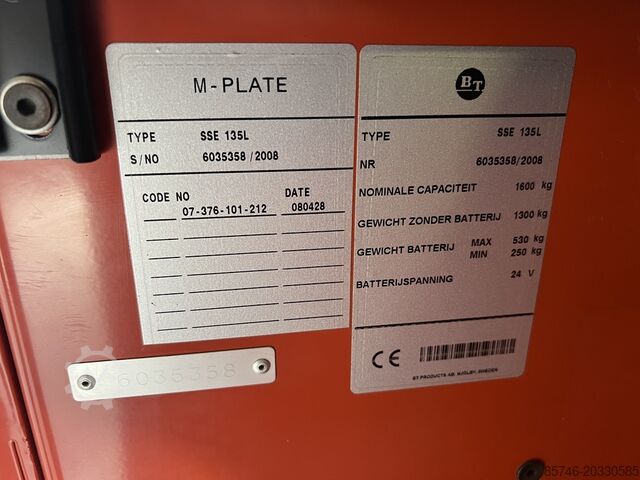 M-PLATE
TYPE SSE 135L
S/NO 6035358/2008
CODE NO DATE
07-376-101-212 080428
BT
TYPE SSE 135L
NR 6035358/2008
NOMINALE CAPACITEIT 1600 kg
GEWICHT ZONDER BATTERIJ 1300 kg
GEWICHT BATTERIJ MAX 530 kg
MIN 250 kg
BATTERIJSPANNING 24 V
CE
BT PRODUCTS AB, MJOLBY, SWEDEN
6035358
85746-20330585